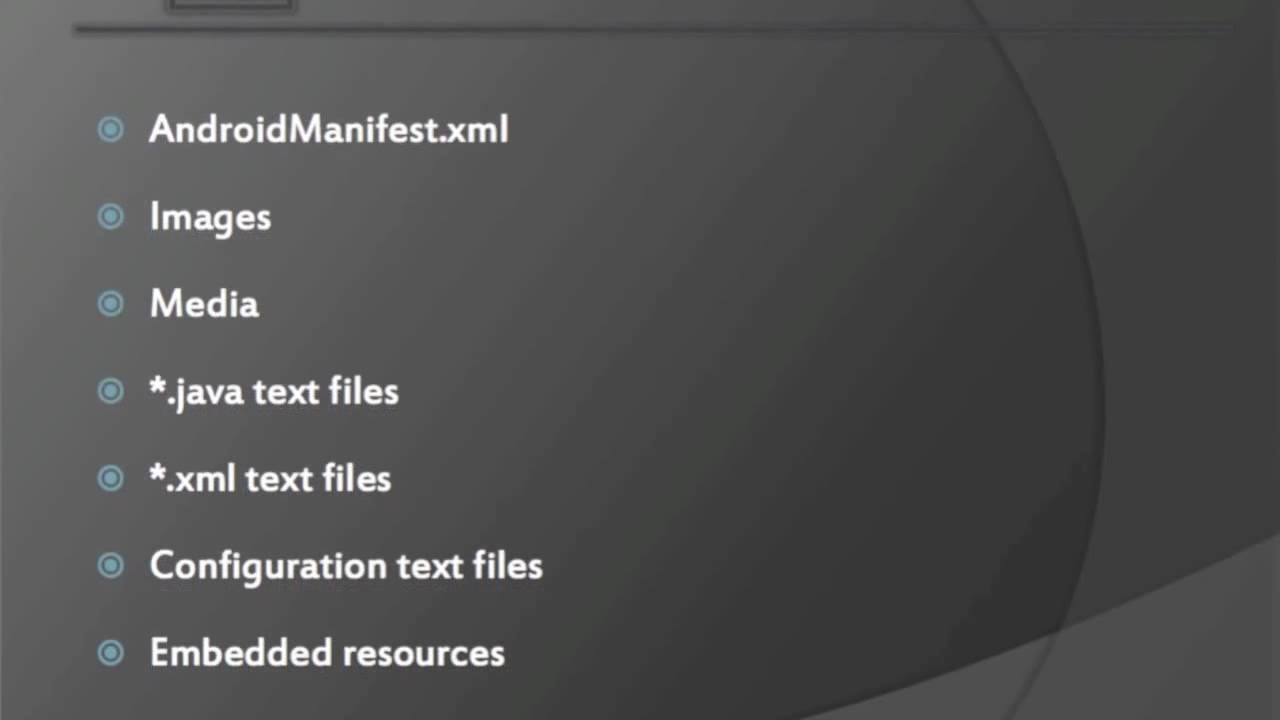 AndroidManifest.xml
Images
Media
*.java text files
*.xml text files
Configuration text files
Embedded resources